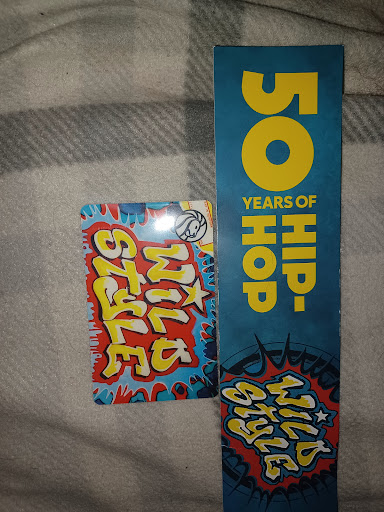 WILD
STYLE
50
YEARS OF
HIP-
HOP
WILD
STYLE